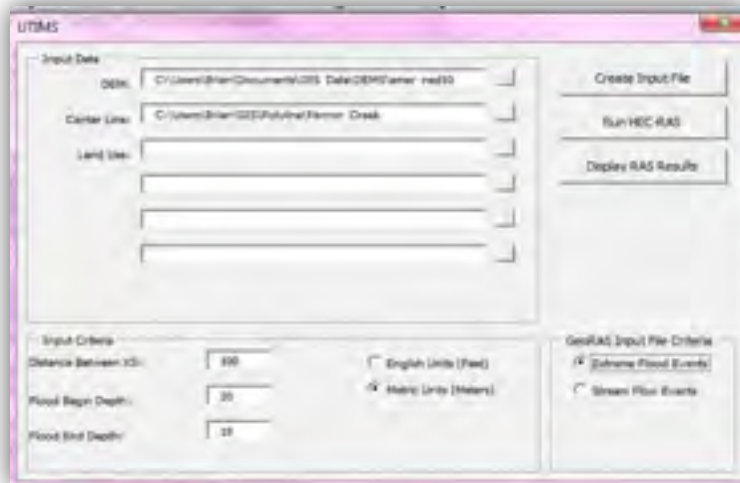 UTIMS
Input Data
DEM:
Create Input File
Center Line:
Run HEC-RAS
Land Use:
Display RAS Results
Input Criteria
Distance Between XS:
English Units (Feet)
Metric Units (Meters)
Flood Begin Depth:
Flood End Depth:
GeoRAS Input File Criteria
Extreme Flood Events
Stream Flow Events